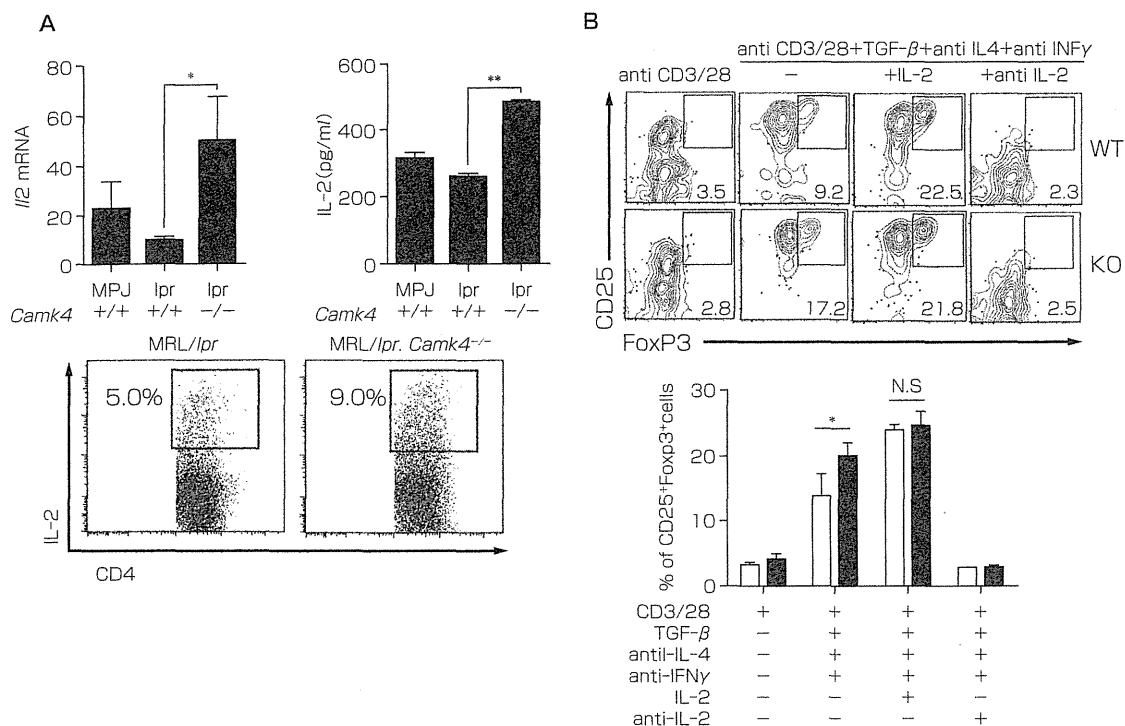 A
*
60
80
60
40
20
0
Il2 mRNA
MPJ lpr lpr
Camk4 +/+ +/+ −/−
**
600
400
200
0
IL-2 (pg/ml)
MPJ lpr lpr
Camk4 +/+ +/+ −/−
MRL/lpr
5.0%
MRL/lpr. Camk4−/−
9.0%
IL-2
CD4
B
anti CD3/28+TGF-β+anti IL4+anti INFγ
anti CD3/28 − +IL-2 +anti IL-2
3.5 9.2 22.5 2.3 WT
2.8 17.2 21.8 2.5 KO
CD25
FoxP3
30
20
10
0
% of CD25+Foxp3+cells
*
N.S
CD3/28 + + + +
TGF-β − + + +
antil-IL-4 − + + +
anti-IFNγ − + + +
IL-2 − − + −
anti-IL-2 − − − +